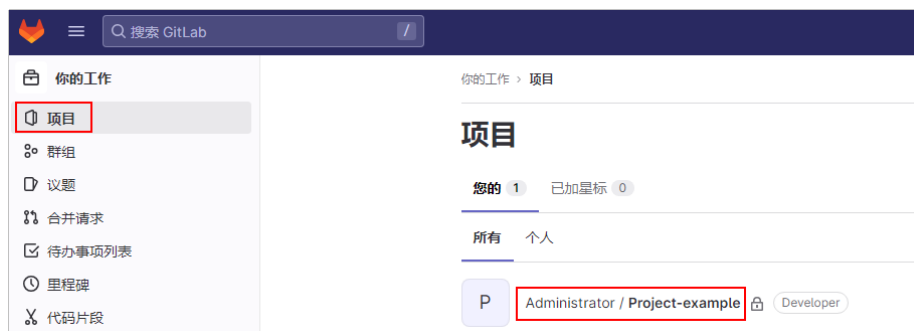 搜索 GitLab /
你的工作
项目
群组
议题
合并请求
待办事项列表
里程碑
代码片段
你的工作 › 项目
项目
您的 1 已加星标 0
所有 个人
P Administrator / Project-example Developer